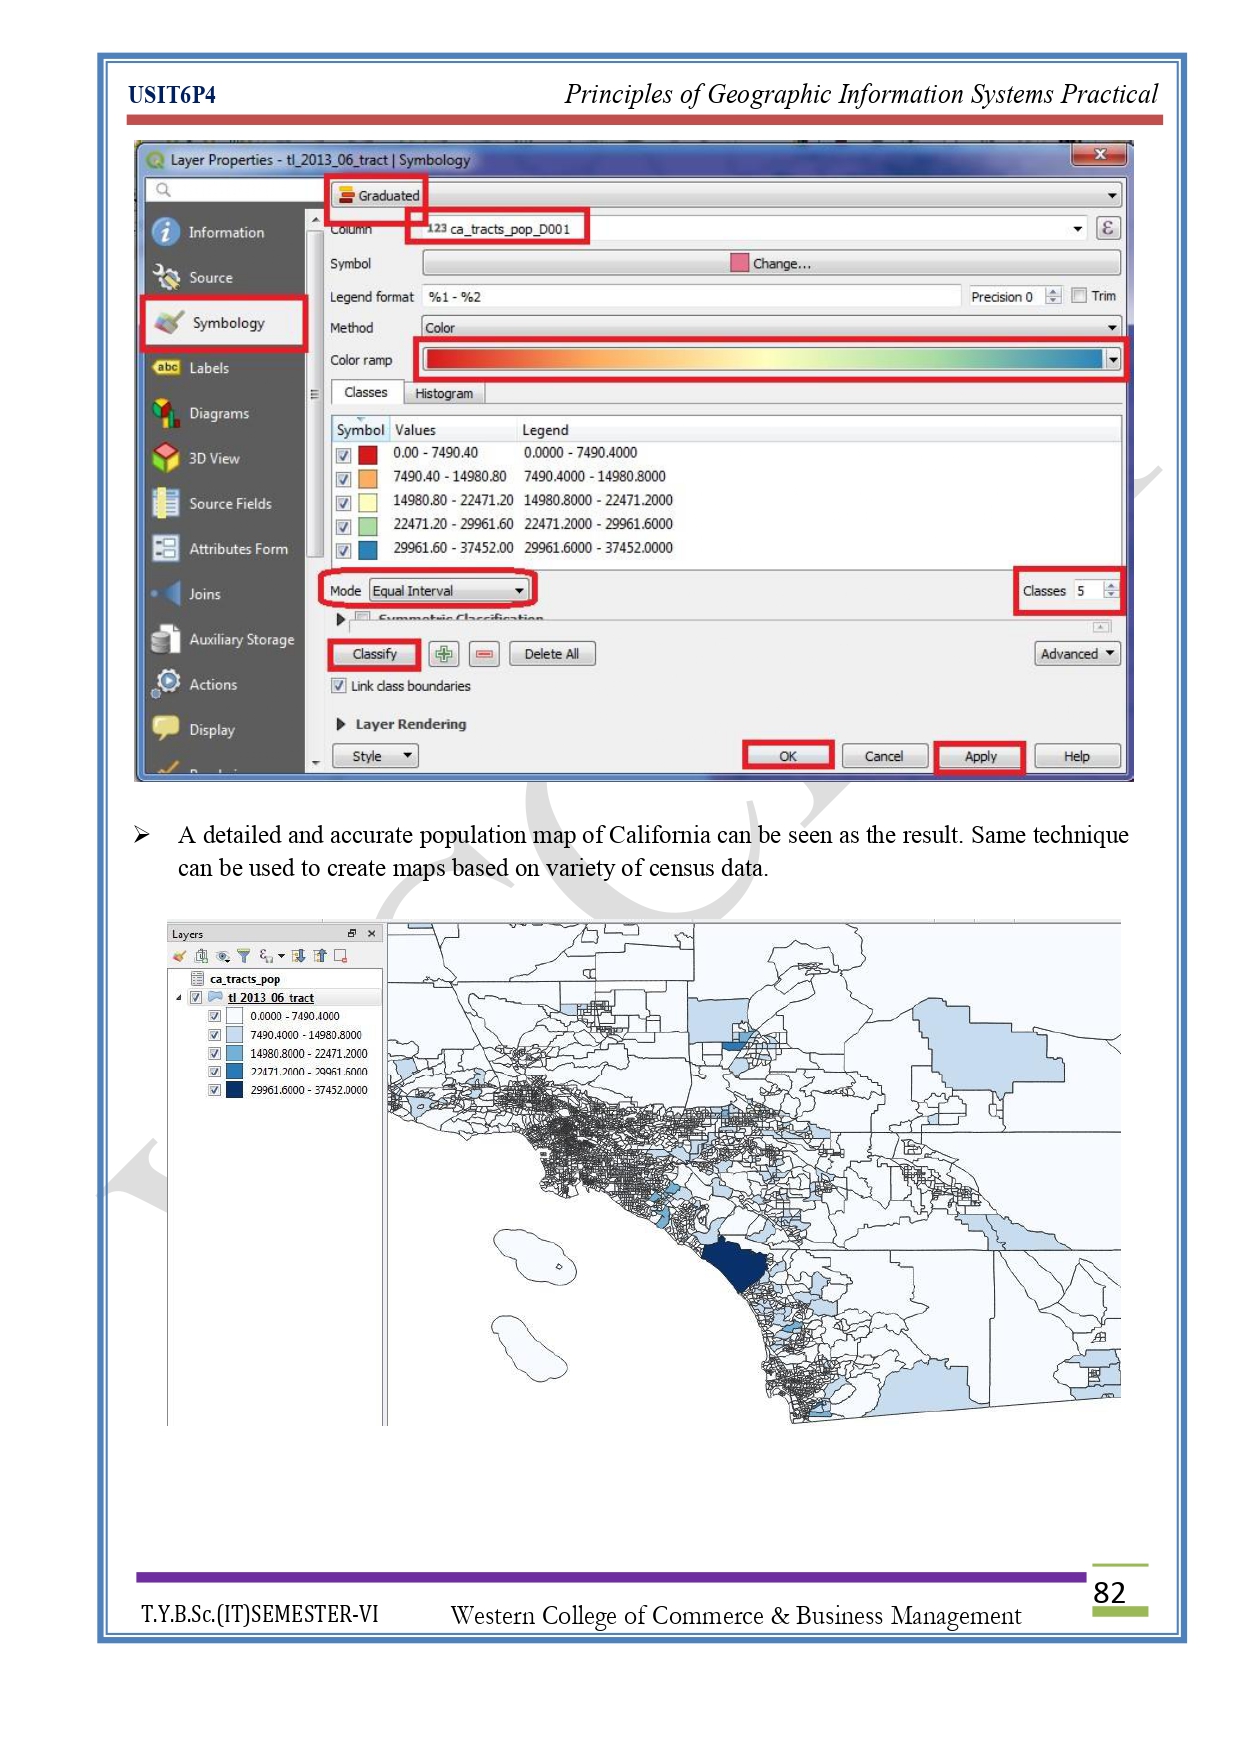 USIT6P4 Principles of Geographic Information Systems Practical
Layer Properties - tl_2013_06_tract | Symbology
Information
Source
Symbology
Labels
Diagrams
3D View
Source Fields
Attributes Form
Joins
Auxiliary Storage
Actions
Display
Graduated
Column 123 ca_tracts_pop_D001 ε
Symbol Change...
Legend format %1 - %2 Precision 0 Trim
Method Color
Color ramp
Classes Histogram
Symbol Values Legend
0.00 - 7490.40 0.0000 - 7490.4000
7490.40 - 14980.80 7490.4000 - 14980.8000
14980.80 - 22471.20 14980.8000 - 22471.2000
22471.20 - 29961.60 22471.2000 - 29961.6000
29961.60 - 37452.00 29961.6000 - 37452.0000
Mode Equal Interval Classes 5
Symmetric Classification
Classify Delete All Advanced
Link class boundaries
Layer Rendering
Style OK Cancel Apply Help
➢ A detailed and accurate population map of California can be seen as the result. Same technique
can be used to create maps based on variety of census data.
Layers
ca_tracts_pop
tl_2013_06_tract
0.0000 - 7490.4000
7490.4000 - 14980.8000
14980.8000 - 22471.2000
22471.2000 - 29961.6000
29961.6000 - 37452.0000
T.Y.B.Sc.(IT)SEMESTER-VI Western College of Commerce & Business Management 82